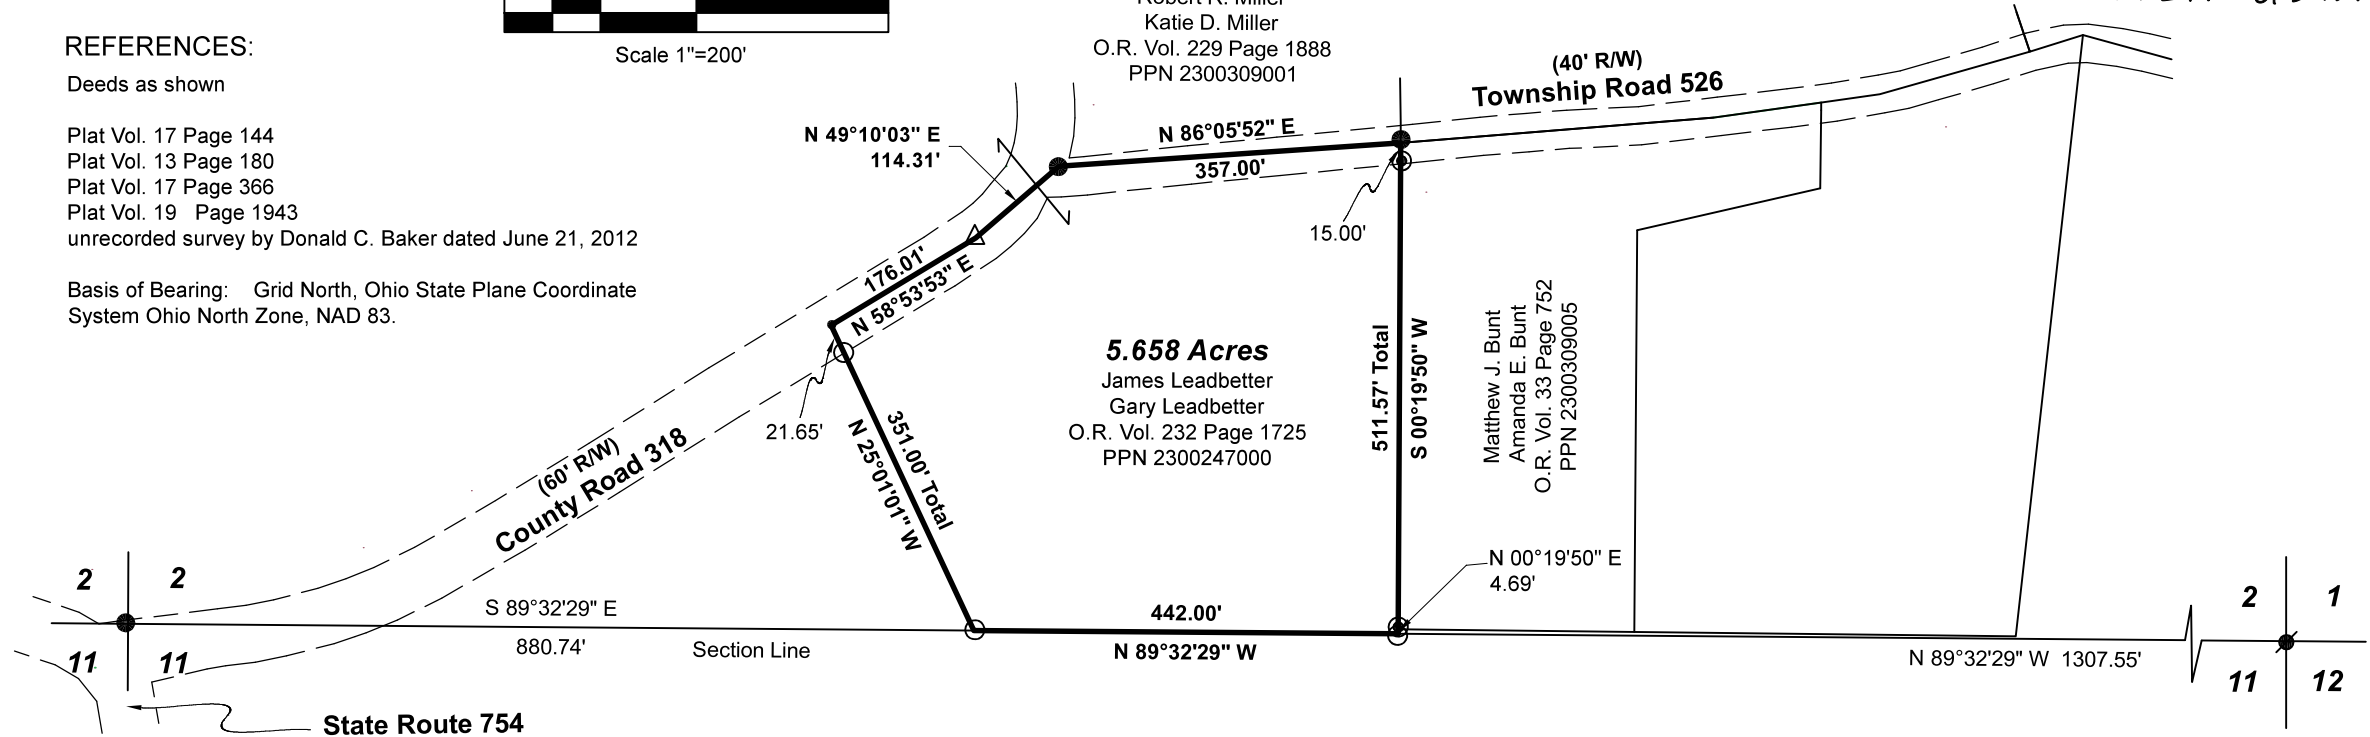 REFERENCES:
Deeds as shown
Plat Vol. 17 Page 144
Plat Vol. 13 Page 180
Plat Vol. 17 Page 366
Plat Vol. 19 Page 1943
unrecorded survey by Donald C. Baker dated June 21, 2012
Basis of Bearing: Grid North, Ohio State Plane Coordinate
System Ohio North Zone, NAD 83.
Scale 1"=200'
Robert R. Miller
Katie D. Miller
O.R. Vol. 229 Page 1888
PPN 2300309001
(40' R/W)
Township Road 526
N 49°10'03" E
114.31'
N 86°05'52" E
357.00'
15.00'
176.01'
N 58°53'53" E
21.65'
(60' R/W)
County Road 318
351.00' Total
N 25°01'01" W
5.658 Acres
James Leadbetter
Gary Leadbetter
O.R. Vol. 232 Page 1725
PPN 2300247000
511.57' Total
S 00°19'50" W
Matthew J. Bunt
Amanda E. Bunt
O.R. Vol. 33 Page 752
PPN 2300309005
N 00°19'50" E
4.69'
2 2
11 11
S 89°32'29" E
880.74'
Section Line
442.00'
N 89°32'29" W
N 89°32'29" W 1307.55'
2 1
11 12
State Route 754